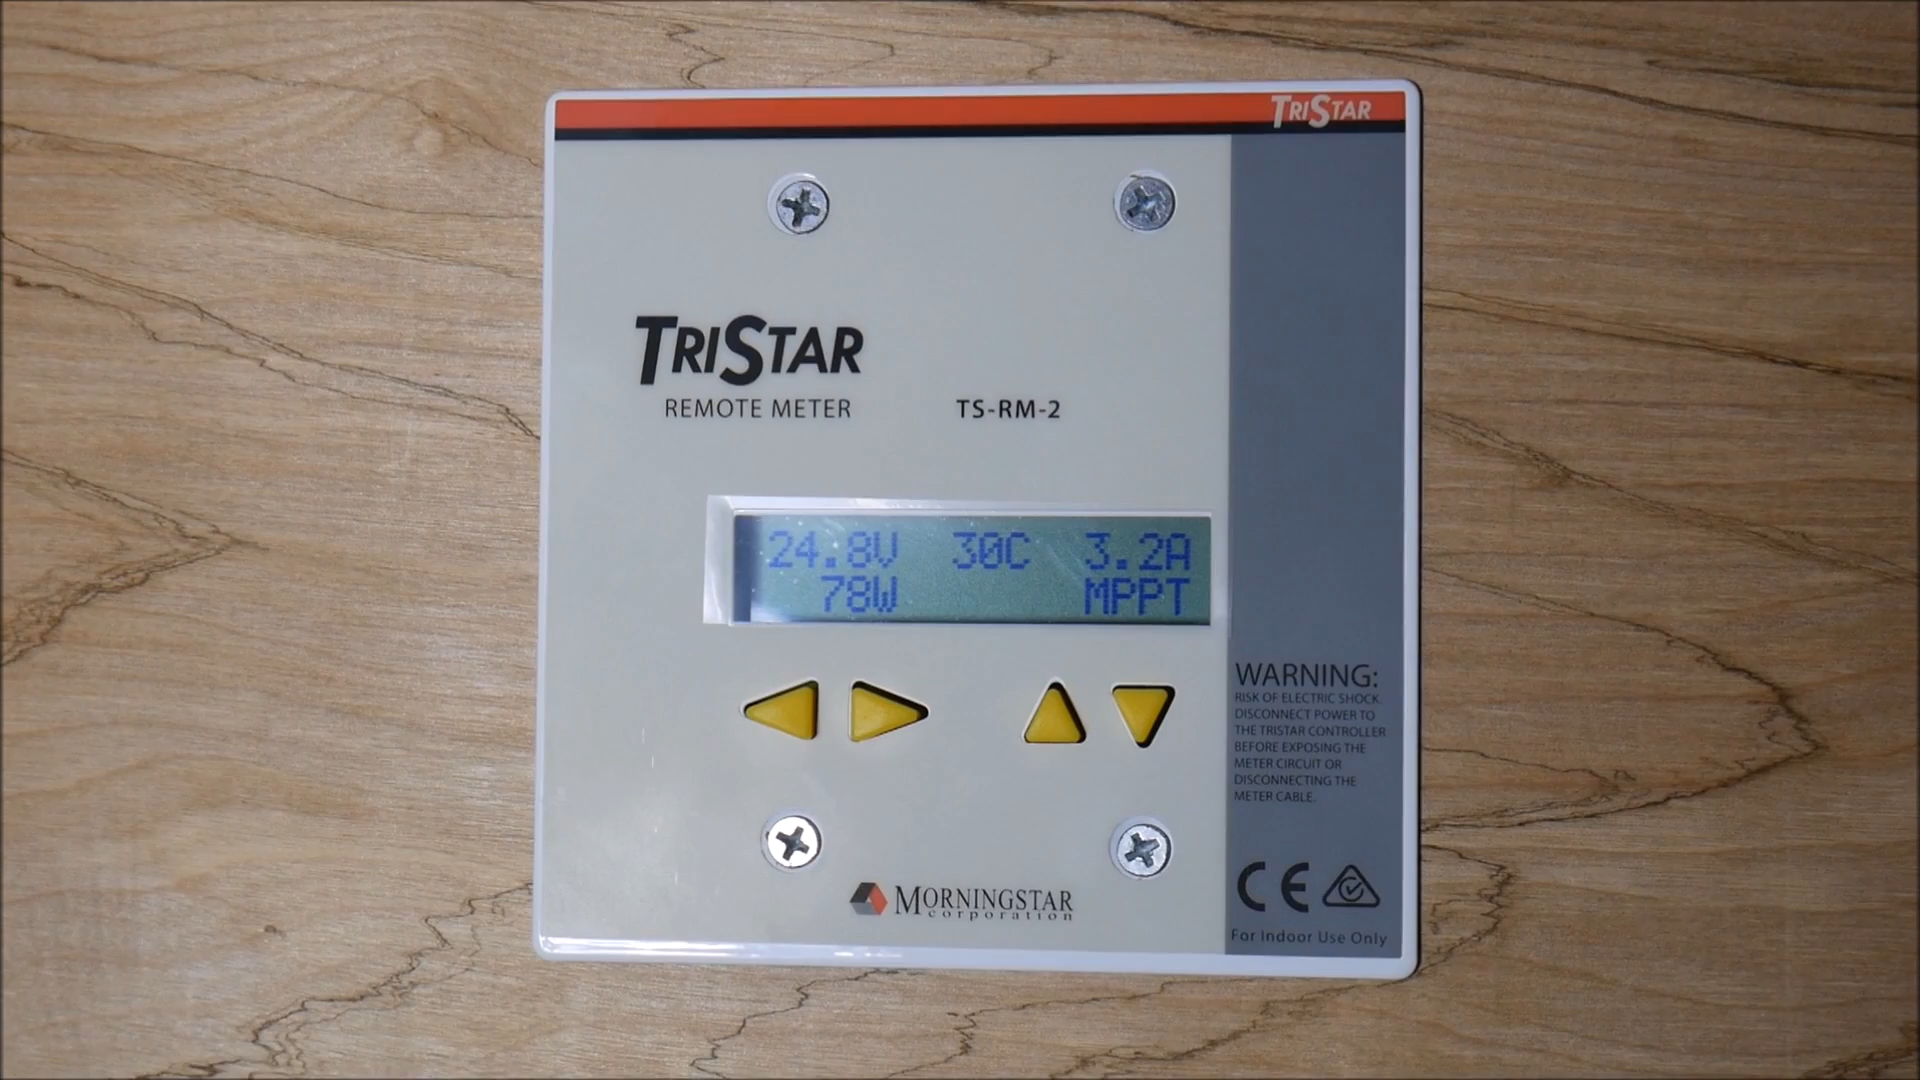 TRISTAR
TRISTAR
REMOTE METER TS-RM-2
24.8V 30C 3.2A
78W MPPT
WARNING:
RISK OF ELECTRIC SHOCK.
DISCONNECT POWER TO
THE TRISTAR CONTROLLER
BEFORE EXPOSING THE
METER CIRCUIT OR
DISCONNECTING THE
METER CABLE.
CE
MORNINGSTAR
corporation
For Indoor Use Only